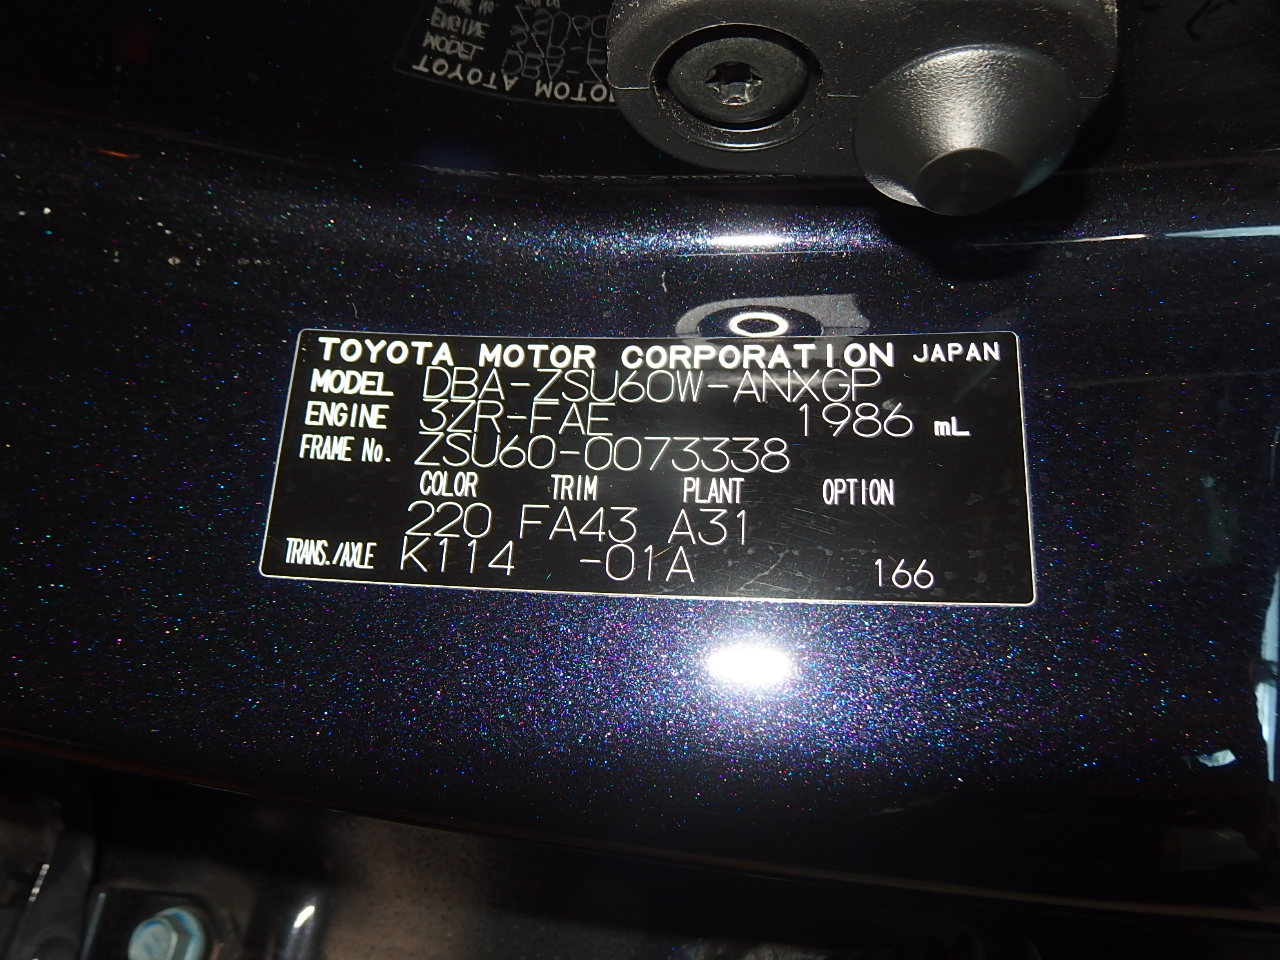 TOYOTA MOTOR CORPORATION JAPAN
MODEL DBA-ZSU60W-ANXGP
ENGINE 3ZR-FAE 1986 mL
FRAME No. ZSU60-0073338
COLOR TRIM PLANT OPTION
220 FA43 A31
TRANS./AXLE K114 -01A 166